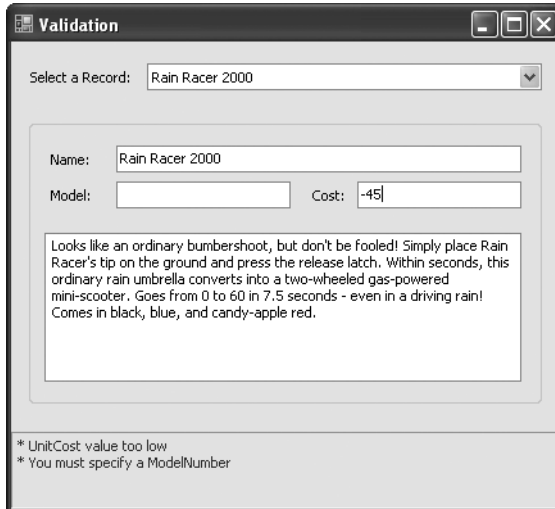 Validation
Select a Record: Rain Racer 2000
Name: Rain Racer 2000
Model: Cost: -45
Looks like an ordinary bumbershoot, but don't be fooled! Simply place Rain
Racer's tip on the ground and press the release latch. Within seconds, this
ordinary rain umbrella converts into a two-wheeled gas-powered
mini-scooter. Goes from 0 to 60 in 7.5 seconds - even in a driving rain!
Comes in black, blue, and candy-apple red.
* UnitCost value too low
* You must specify a ModelNumber